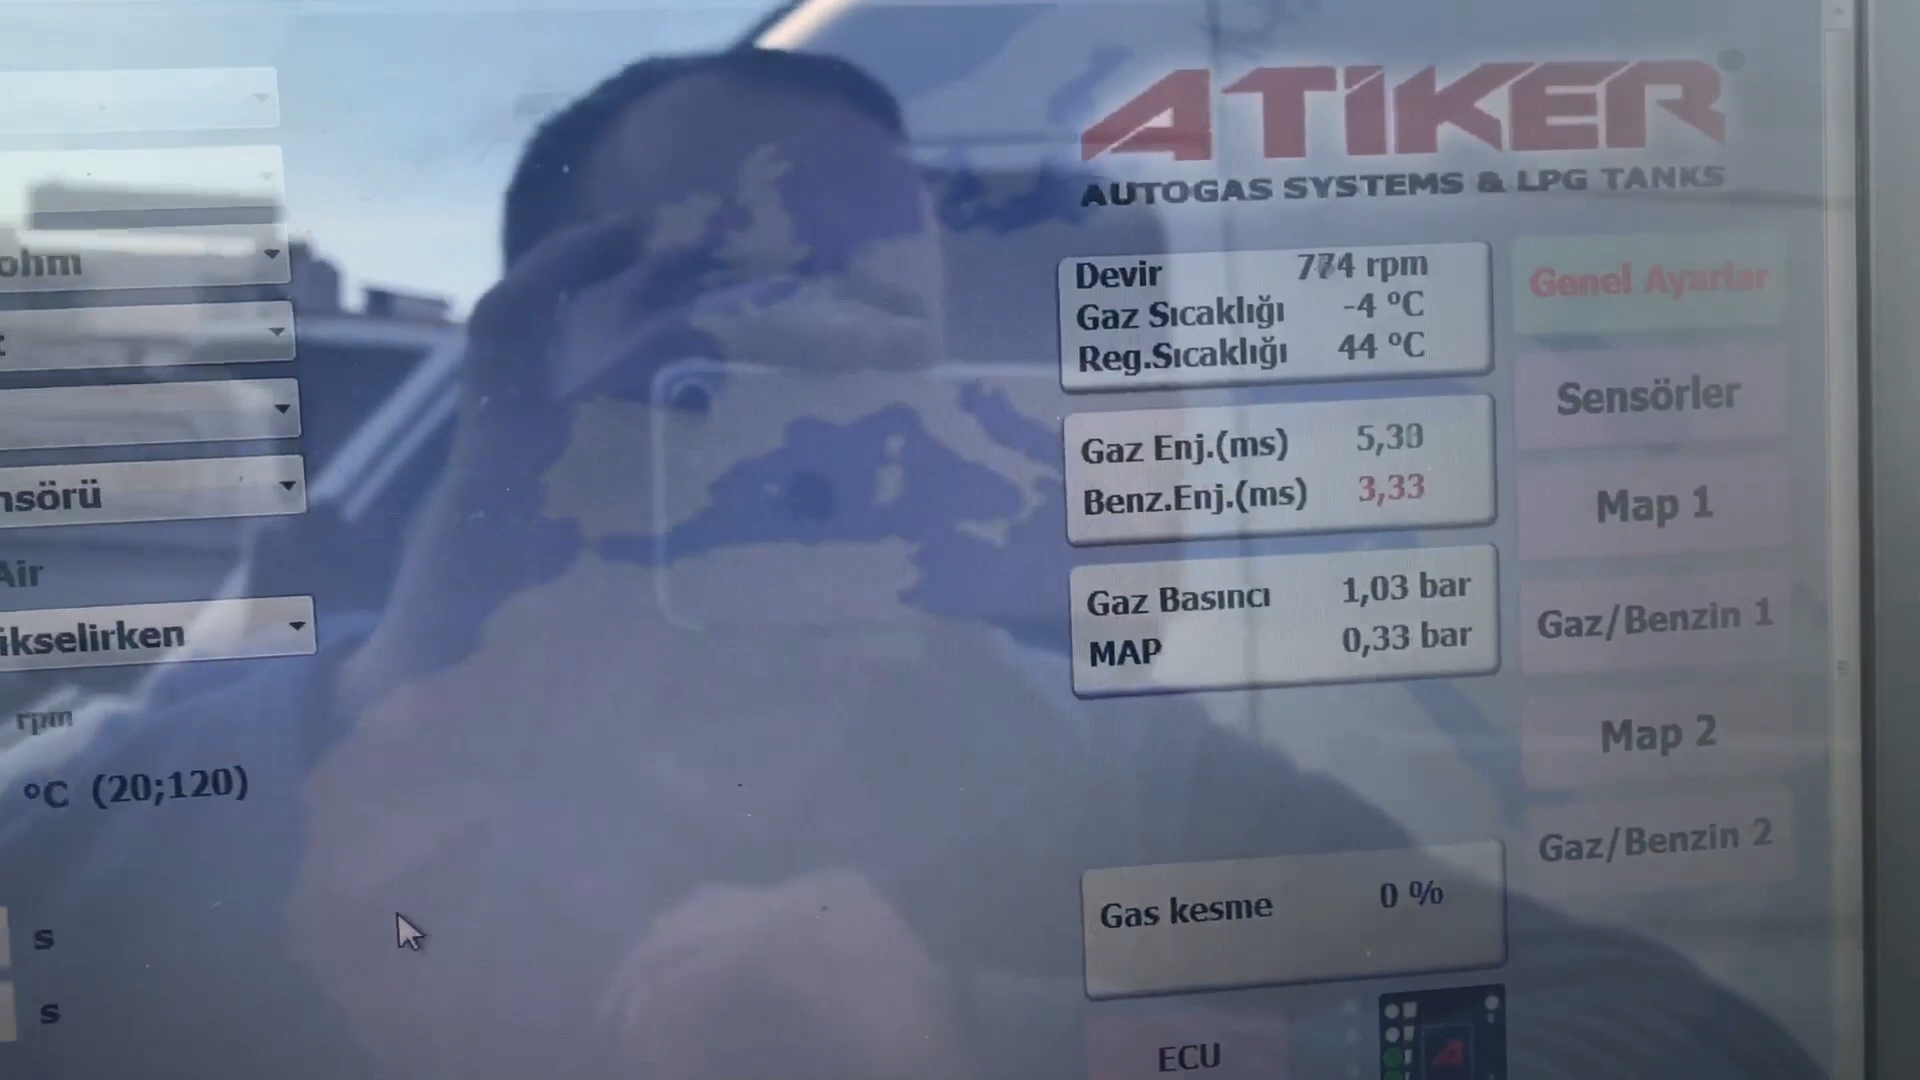 ATİKER
AUTOGAS SYSTEMS & LPG TANKS
ohm
nsörü
Air
ikselirken
rpm
°C (20;120)
s
s
Devir 774 rpm
Gaz Sıcaklığı -4 °C
Reg.Sıcaklığı 44 °C
Gaz Enj.(ms) 5,30
Benz.Enj.(ms) 3,33
Gaz Basıncı 1,03 bar
MAP 0,33 bar
Gas kesme 0 %
ECU
Genel Ayarlar
Sensörler
Map 1
Gaz/Benzin 1
Map 2
Gaz/Benzin 2